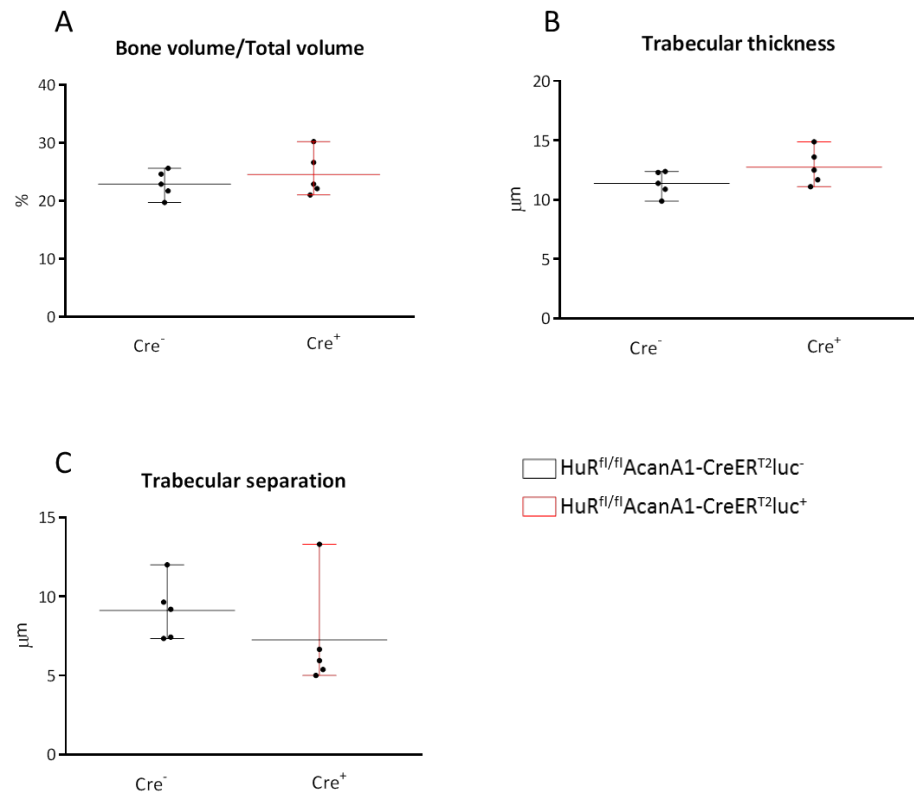 A
Bone volume/Total volume
40
30
20
10
0
%
Cre⁻
Cre⁺
B
Trabecular thickness
20
15
10
5
0
μm
Cre⁻
Cre⁺
C
Trabecular separation
15
10
5
0
μm
Cre⁻
Cre⁺
HuRᶠˡ/ᶠˡAcanA1-CreERᵀ²luc⁻
HuRᶠˡ/ᶠˡAcanA1-CreERᵀ²luc⁺